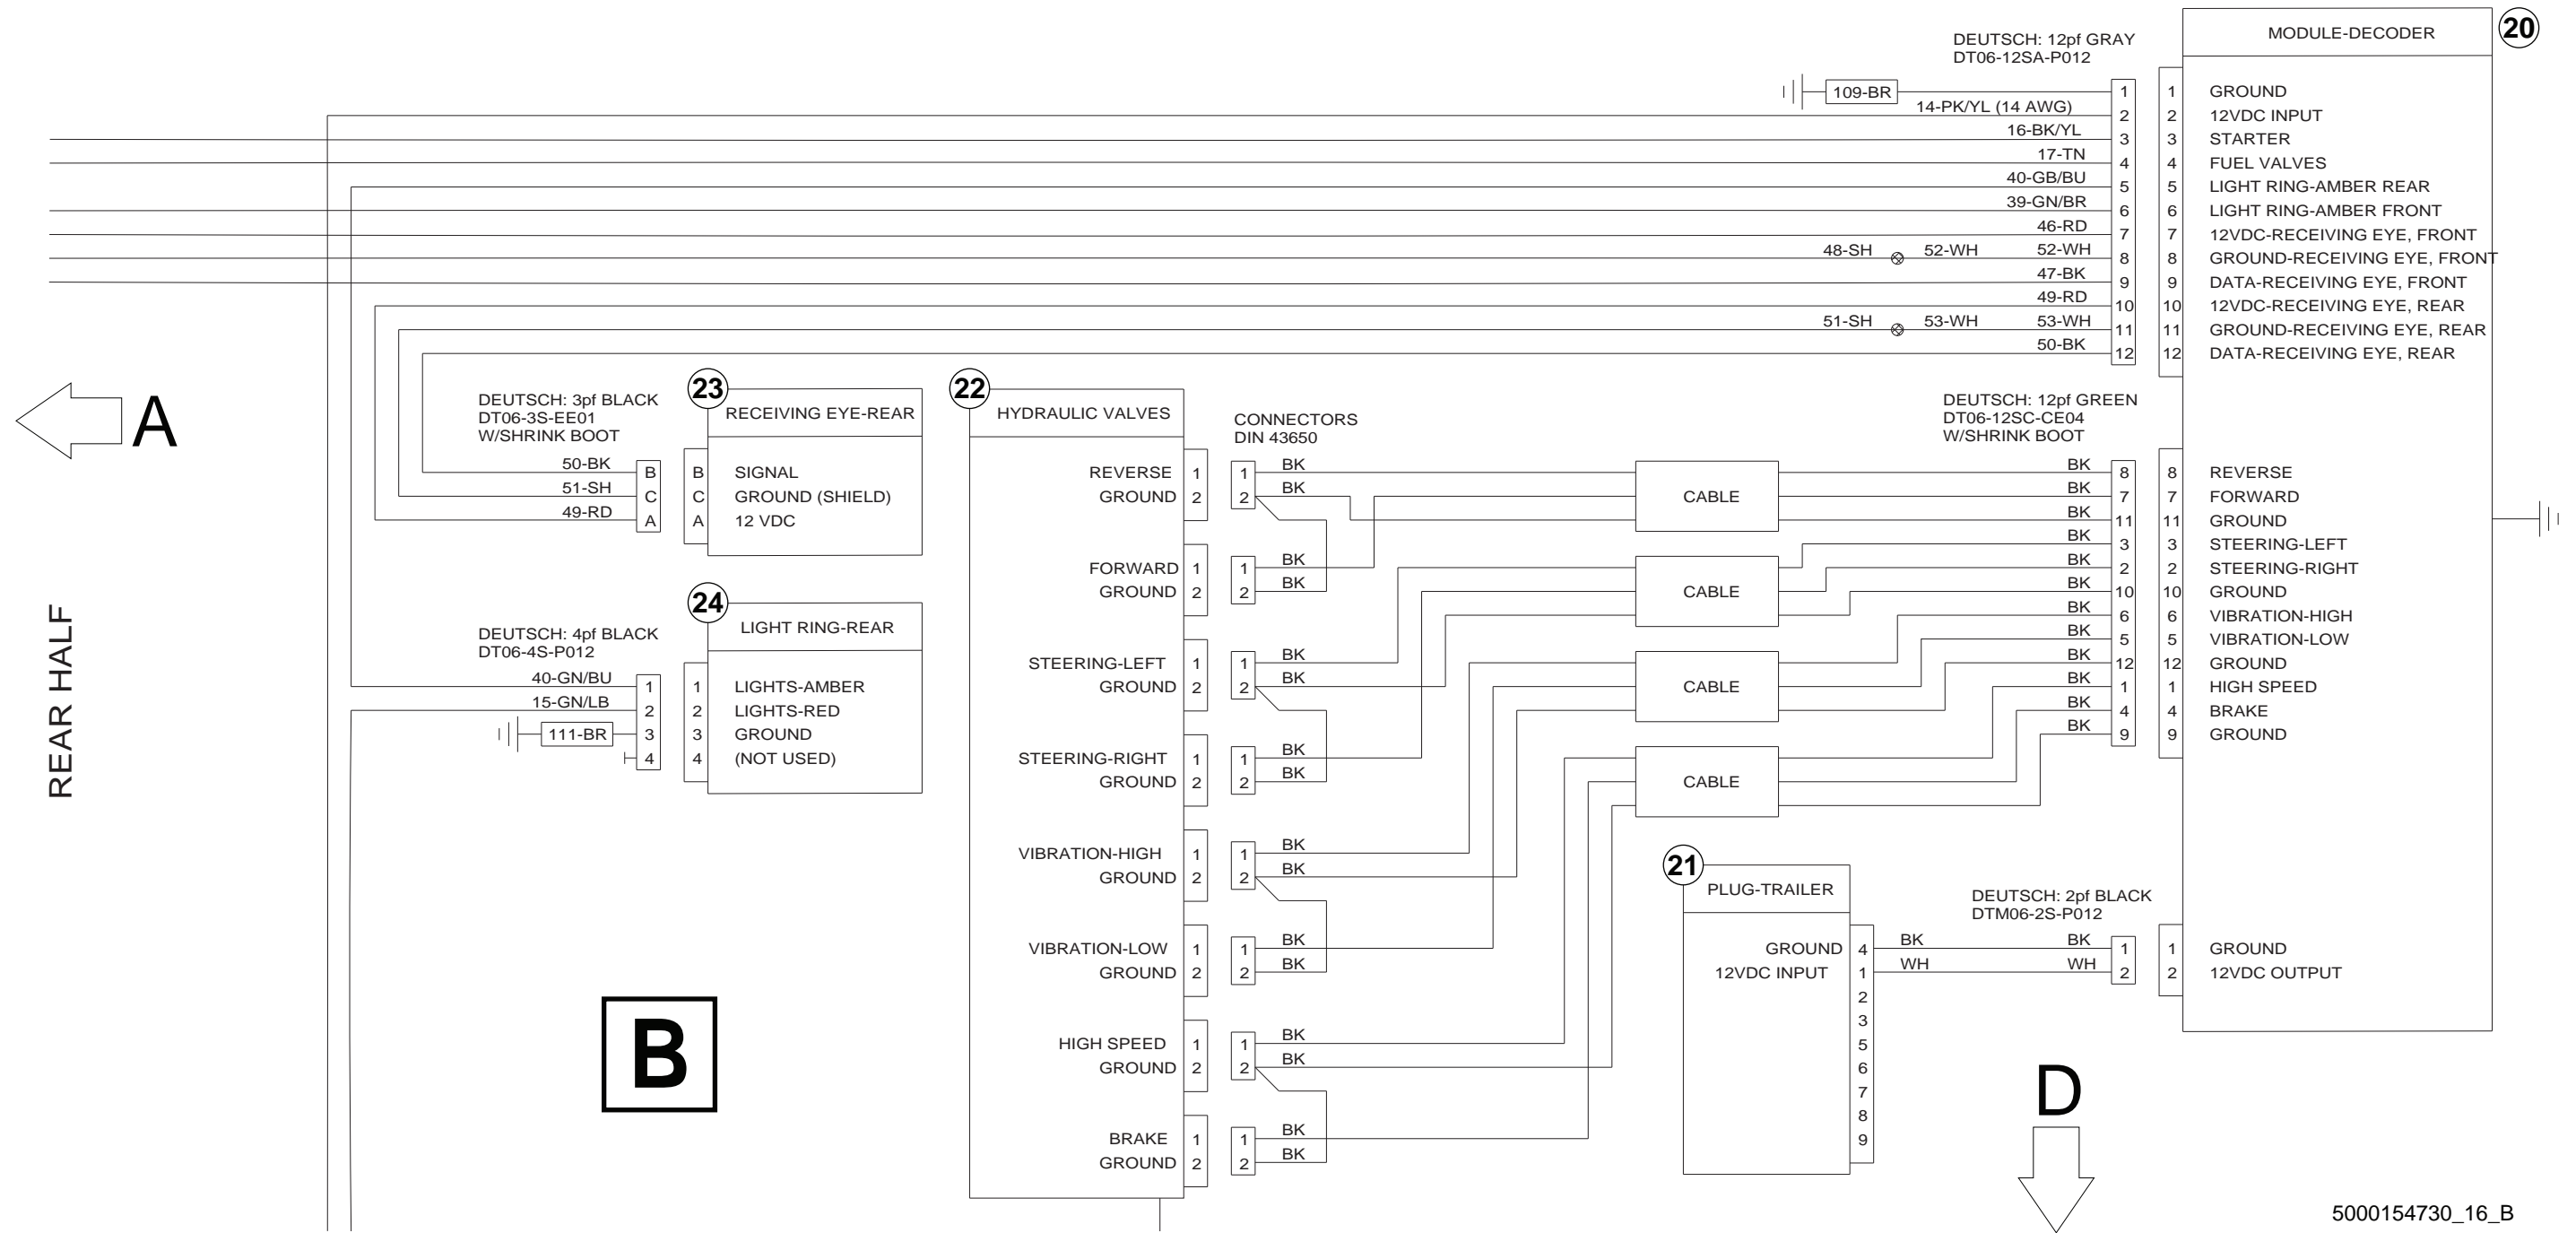 20
MODULE-DECODER
DEUTSCH: 12pf GRAY
DT06-12SA-P012
109-BR 1 1 GROUND
14-PK/YL (14 AWG) 2 2 12VDC INPUT
16-BK/YL 3 3 STARTER
17-TN 4 4 FUEL VALVES
40-GB/BU 5 5 LIGHT RING-AMBER REAR
39-GN/BR 6 6 LIGHT RING-AMBER FRONT
46-RD 7 7 12VDC-RECEIVING EYE, FRONT
48-SH 52-WH 52-WH 8 8 GROUND-RECEIVING EYE, FRONT
47-BK 9 9 DATA-RECEIVING EYE, FRONT
49-RD 10 10 12VDC-RECEIVING EYE, REAR
51-SH 53-WH 53-WH 11 11 GROUND-RECEIVING EYE, REAR
50-BK 12 12 DATA-RECEIVING EYE, REAR
A
REAR HALF
DEUTSCH: 3pf BLACK
DT06-3S-EE01
W/SHRINK BOOT
23
RECEIVING EYE-REAR
50-BK B B SIGNAL
51-SH C C GROUND (SHIELD)
49-RD A A 12 VDC
24
LIGHT RING-REAR
DEUTSCH: 4pf BLACK
DT06-4S-P012
40-GN/BU 1 1 LIGHTS-AMBER
15-GN/LB 2 2 LIGHTS-RED
111-BR 3 3 GROUND
4 4 (NOT USED)
22
HYDRAULIC VALVES
CONNECTORS
DIN 43650
REVERSE 1 1 BK
GROUND 2 2 BK
FORWARD 1 1 BK
GROUND 2 2 BK
STEERING-LEFT 1 1 BK
GROUND 2 2 BK
STEERING-RIGHT 1 1 BK
GROUND 2 2 BK
VIBRATION-HIGH 1 1 BK
GROUND 2 2 BK
VIBRATION-LOW 1 1 BK
GROUND 2 2 BK
HIGH SPEED 1 1 BK
GROUND 2 2 BK
BRAKE 1 1 BK
GROUND 2 2 BK
CABLE
CABLE
CABLE
CABLE
DEUTSCH: 12pf GREEN
DT06-12SC-CE04
W/SHRINK BOOT
BK 8 8 REVERSE
BK 7 7 FORWARD
BK 11 11 GROUND
BK 3 3 STEERING-LEFT
BK 2 2 STEERING-RIGHT
BK 10 10 GROUND
BK 6 6 VIBRATION-HIGH
BK 5 5 VIBRATION-LOW
BK 12 12 GROUND
BK 1 1 HIGH SPEED
BK 4 4 BRAKE
BK 9 9 GROUND
21
PLUG-TRAILER
DEUTSCH: 2pf BLACK
DTM06-2S-P012
GROUND 4 BK BK 1 1 GROUND
12VDC INPUT 1 WH WH 2 2 12VDC OUTPUT
2
3
5
6
7
8
9
B
D
5000154730_16_B